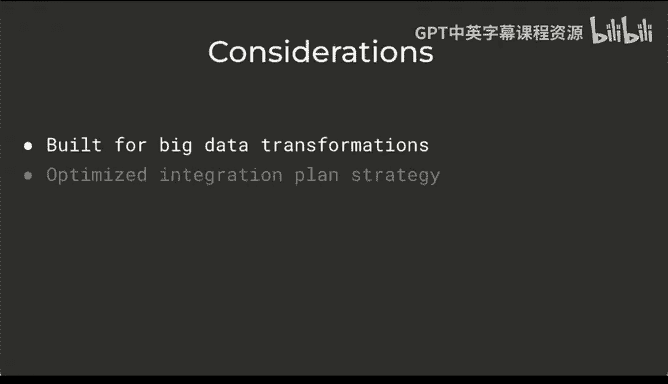 GPT中英字幕课程资源 bilibili
Considerations
● Built for big data transformations
● Optimized integration plan strategy